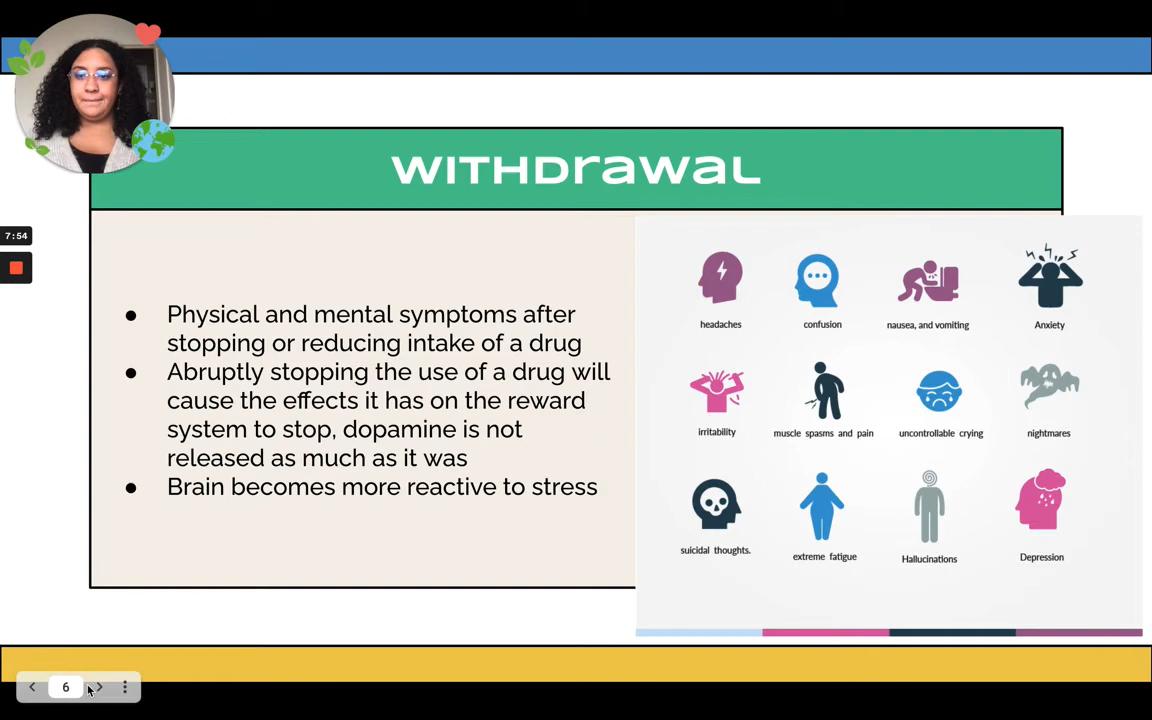 WITHDrawaL
7:54
● Physical and mental symptoms after
stopping or reducing intake of a drug
● Abruptly stopping the use of a drug will
cause the effects it has on the reward
system to stop, dopamine is not
released as much as it was
● Brain becomes more reactive to stress
headaches confusion nausea, and vomiting Anxiety
irritability muscle spasms and pain uncontrollable crying nightmares
suicidal thoughts. extreme fatigue Hallucinations Depression
6